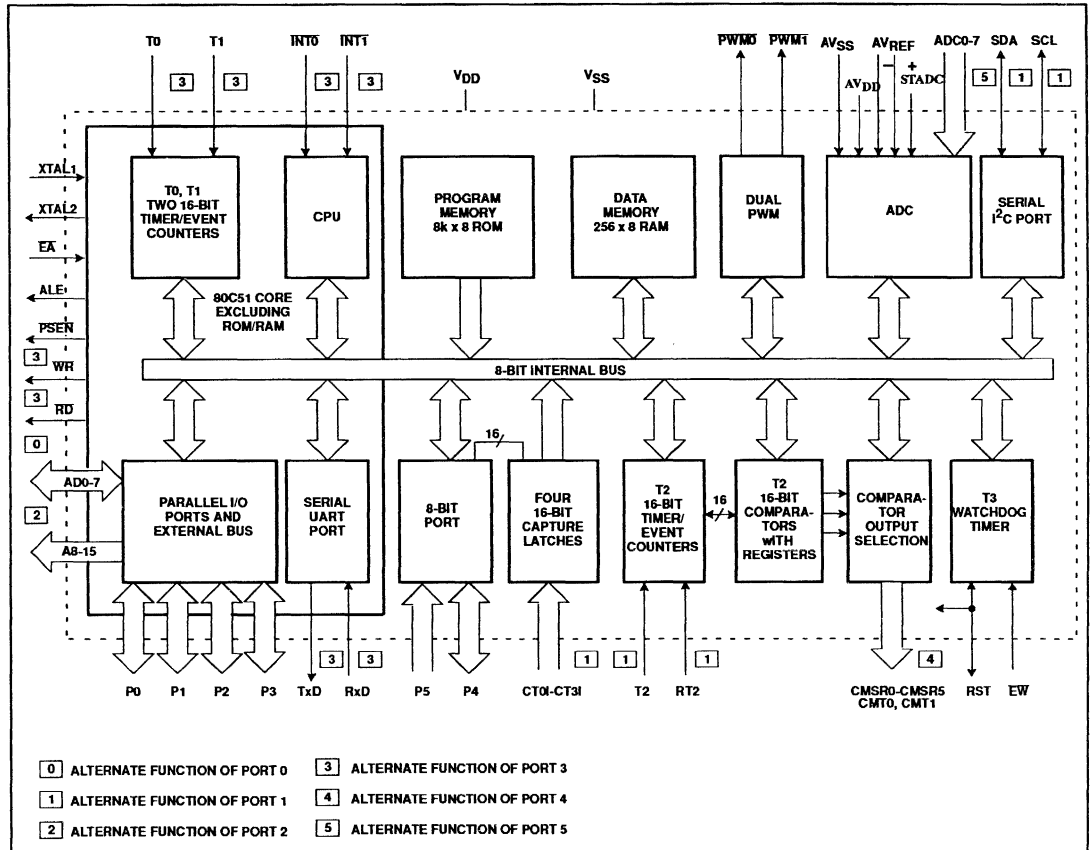 T0 T1 INT0 INT1 PWM0 PWM1 AVSS AVREF ADC0-7 SDA SCL
3 3 3 3 VDD VSS AVDD − + STADC 5 1 1
XTAL1
XTAL2
EA
ALE
PSEN
3 WR
3 RD
0
AD0-7
2
A8-15
T0, T1
TWO 16-BIT
TIMER/EVENT
COUNTERS
CPU
PROGRAM
MEMORY
8k x 8 ROM
DATA
MEMORY
256 x 8 RAM
DUAL
PWM
ADC
SERIAL
I2C PORT
80C51 CORE
EXCLUDING
ROM/RAM
8-BIT INTERNAL BUS
PARALLEL I/O
PORTS AND
EXTERNAL BUS
SERIAL
UART
PORT
8-BIT
PORT
16
FOUR
16-BIT
CAPTURE
LATCHES
T2
16-BIT
TIMER/
EVENT
COUNTERS
16
T2
16-BIT
COMPARA-
TORS
wITH
REGISTERS
COMPARA-
TOR
OUTPUT
SELECTION
T3
WATCHDOG
TIMER
3 3 1 1 1 4
P0 P1 P2 P3 TxD RxD P5 P4 CT0I-CT3I T2 RT2 CMSR0-CMSR5 RST EW
CMT0, CMT1
0 ALTERNATE FUNCTION OF PORT 0
1 ALTERNATE FUNCTION OF PORT 1
2 ALTERNATE FUNCTION OF PORT 2
3 ALTERNATE FUNCTION OF PORT 3
4 ALTERNATE FUNCTION OF PORT 4
5 ALTERNATE FUNCTION OF PORT 5